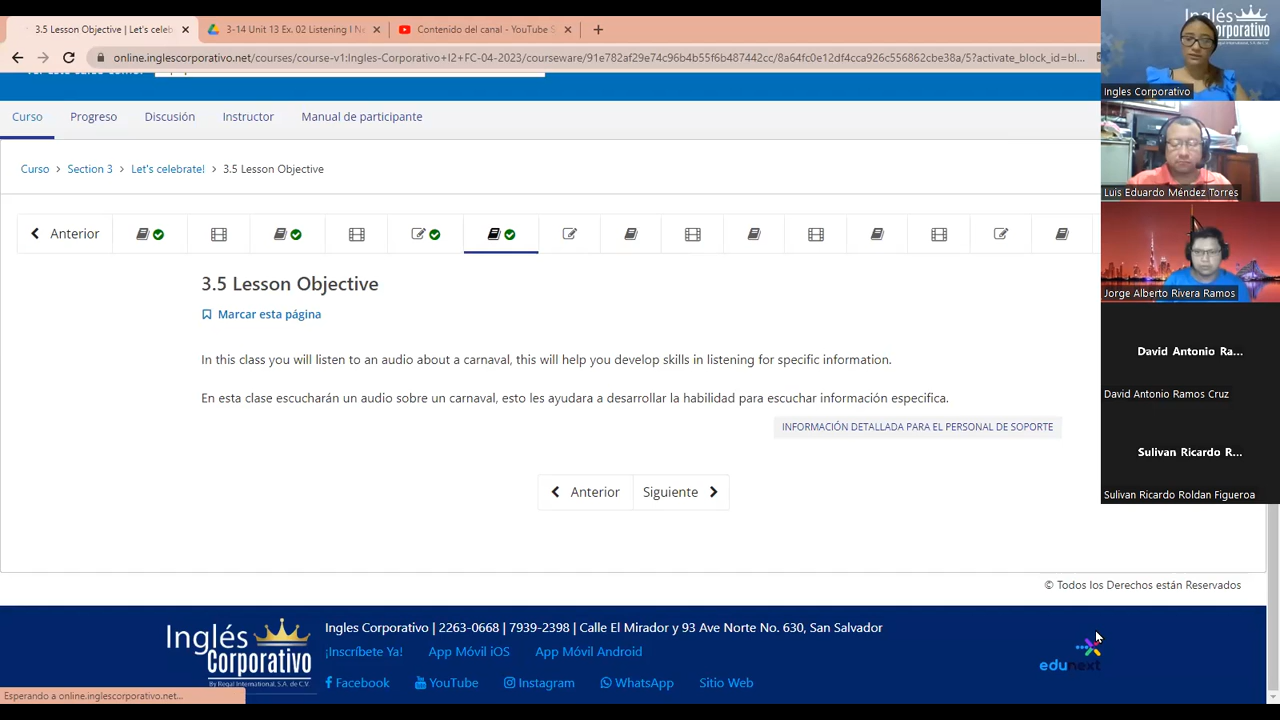 3.5 Lesson Objective | Let's celeb
3-14 Unit 13 Ex. 02 Listening I Ne
Contenido del canal - YouTube S
online.inglescorporativo.net/courses/course-v1:Ingles-Corporativo+I2+FC-04-2023/courseware/91e782af29e74c96b4b55f6b487442cc/8a64fc0e12df4cca926c556862cbe38a/5?activate_block_id=bl...
Curso
Progreso
Discusión
Instructor
Manual de participante
Curso > Section 3 > Let's celebrate! > 3.5 Lesson Objective
Anterior
3.5 Lesson Objective
Marcar esta página
In this class you will listen to an audio about a carnaval, this will help you develop skills in listening for specific information.
En esta clase escucharán un audio sobre un carnaval, esto les ayudara a desarrollar la habilidad para escuchar información especifica.
INFORMACIÓN DETALLADA PARA EL PERSONAL DE SOPORTE
Anterior
Siguiente
© Todos los Derechos están Reservados
Inglés Corporativo
By Regal International, S.A. de C.V.
Ingles Corporativo | 2263-0668 | 7939-2398 | Calle El Mirador y 93 Ave Norte No. 630, San Salvador
¡Inscríbete Ya!
App Móvil iOS
App Móvil Android
Facebook
YouTube
Instagram
WhatsApp
Sitio Web
edunext
Esperando a online.inglescorporativo.net...
Inglés
Corporativo
Ingles Corporativo
Luis Eduardo Méndez Torres
Jorge Alberto Rivera Ramos
David Antonio Ra...
David Antonio Ramos Cruz
Sulivan Ricardo R...
Sulivan Ricardo Roldan Figueroa